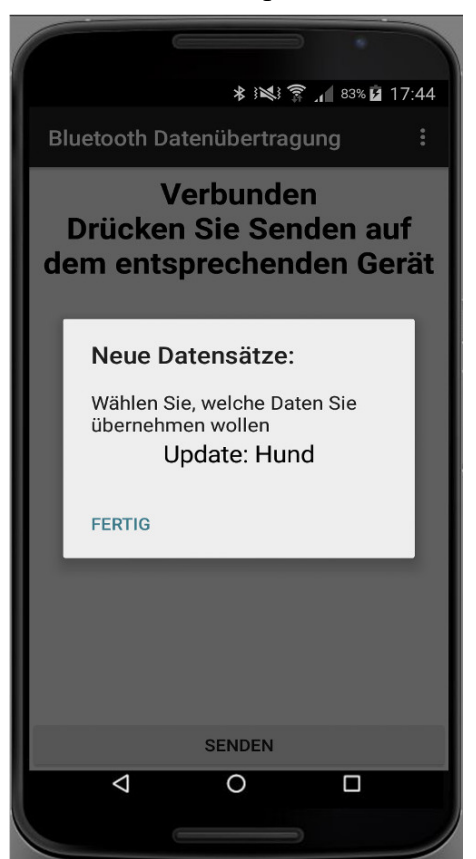 83% 17:44
Bluetooth Datenübertragung
Verbunden
Drücken Sie Senden auf
dem entsprechenden Gerät
Neue Datensätze:
Wählen Sie, welche Daten Sie
übernehmen wollen
Update: Hund
FERTIG
SENDEN